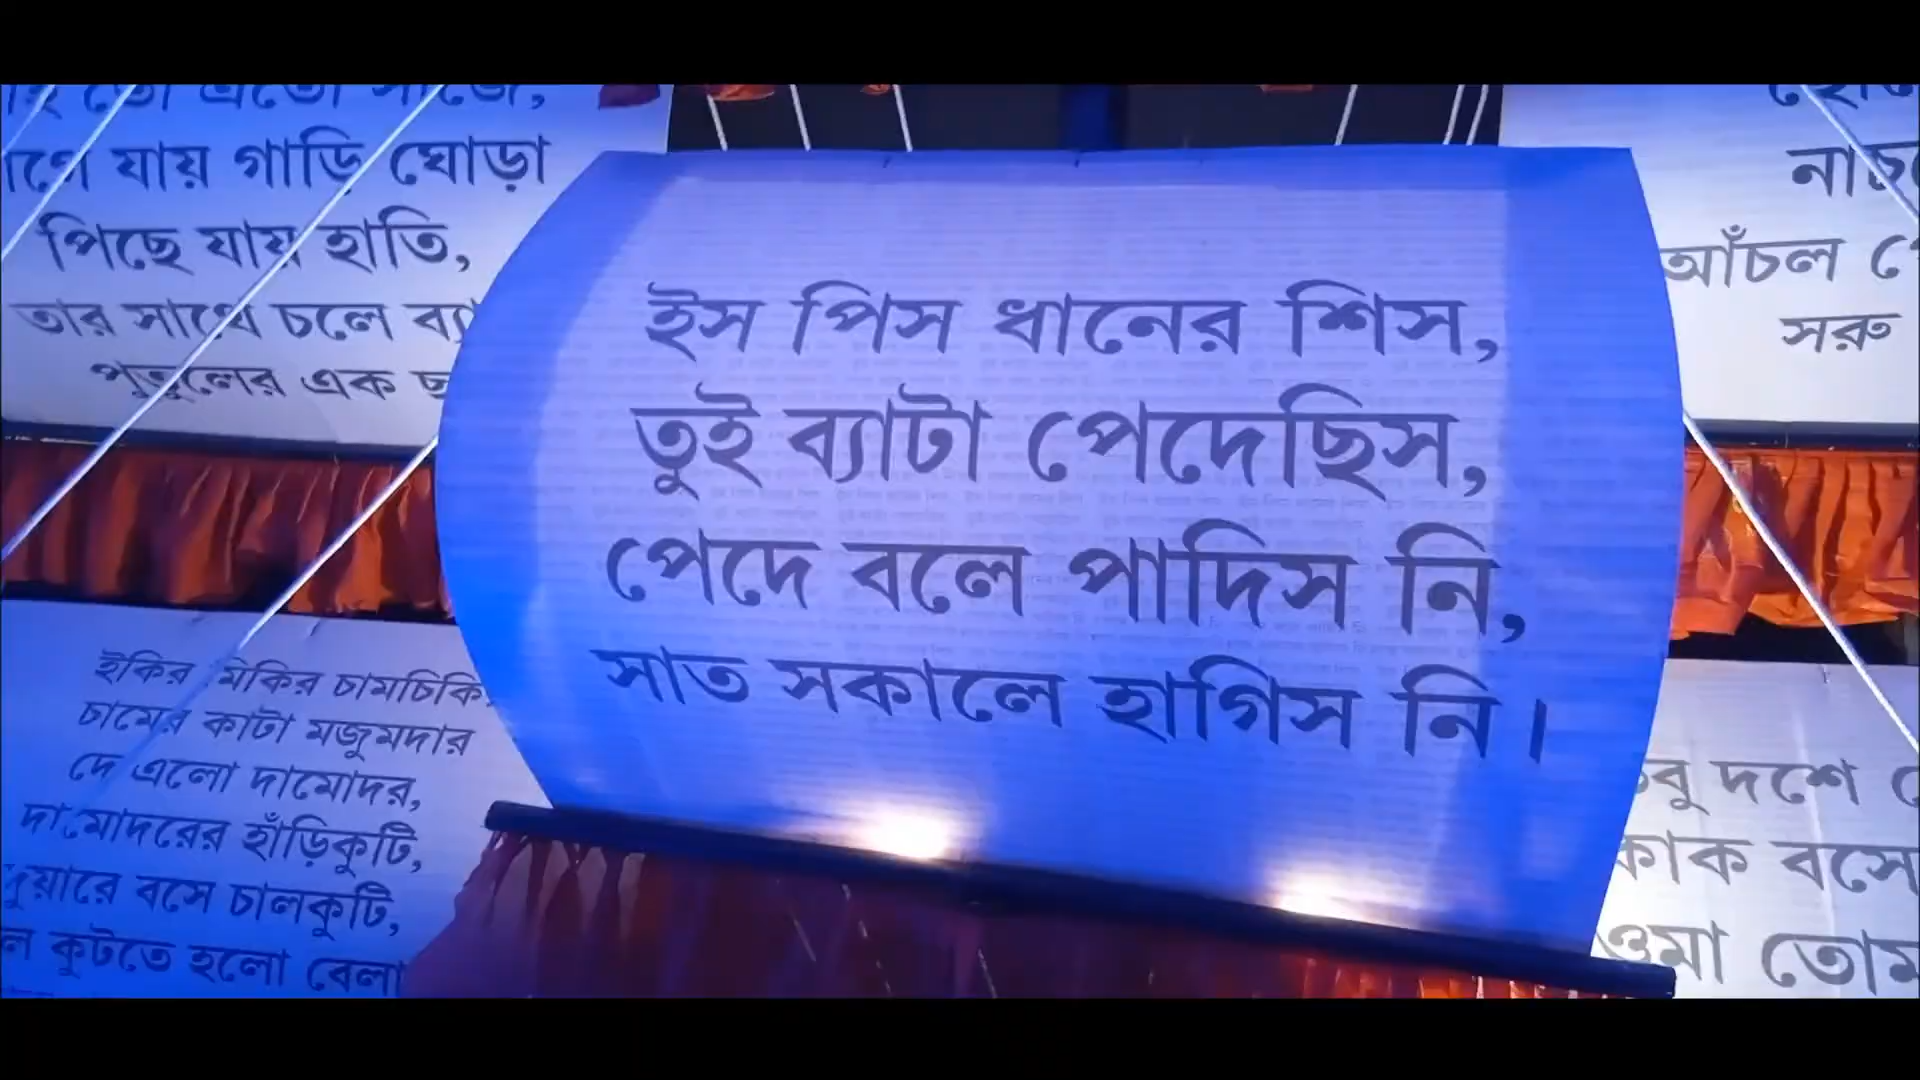 তো এতো সাজে,
যায় গাড়ি ঘোড়া
পিছে যায় হাতি,
তার সাথে চলে
পুতুলের এক
ইস পিস ধানের শিস,
তুই ব্যাটা পেদেছিস,
পেদে বলে পাদিস নি,
সাত সকালে হাগিস নি।
আঁচল
সরু
ইকির মিকির চামচিকি
চামের কাটা মজুমদার
দে এলো দামোদর,
দামোদরের হাঁড়িকুটি,
দুয়ারে বসে চালকুটি,
কুটতে হলো বেলা
দশে
কাক বসে
ওমা